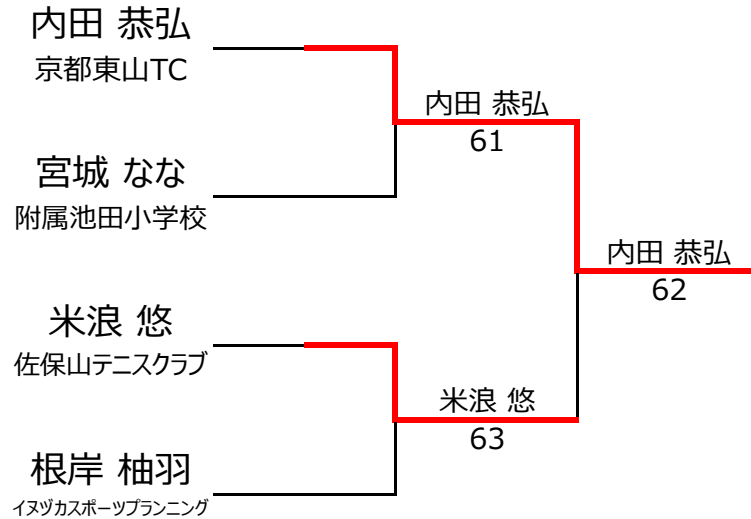 内田 恭弘
京都東山TC
宮城 なな
附属池田小学校
米浪 悠
佐保山テニスクラブ
根岸 柚羽
イヌヅカスポーツプランニング
内田 恭弘
61
米浪 悠
63
内田 恭弘
62